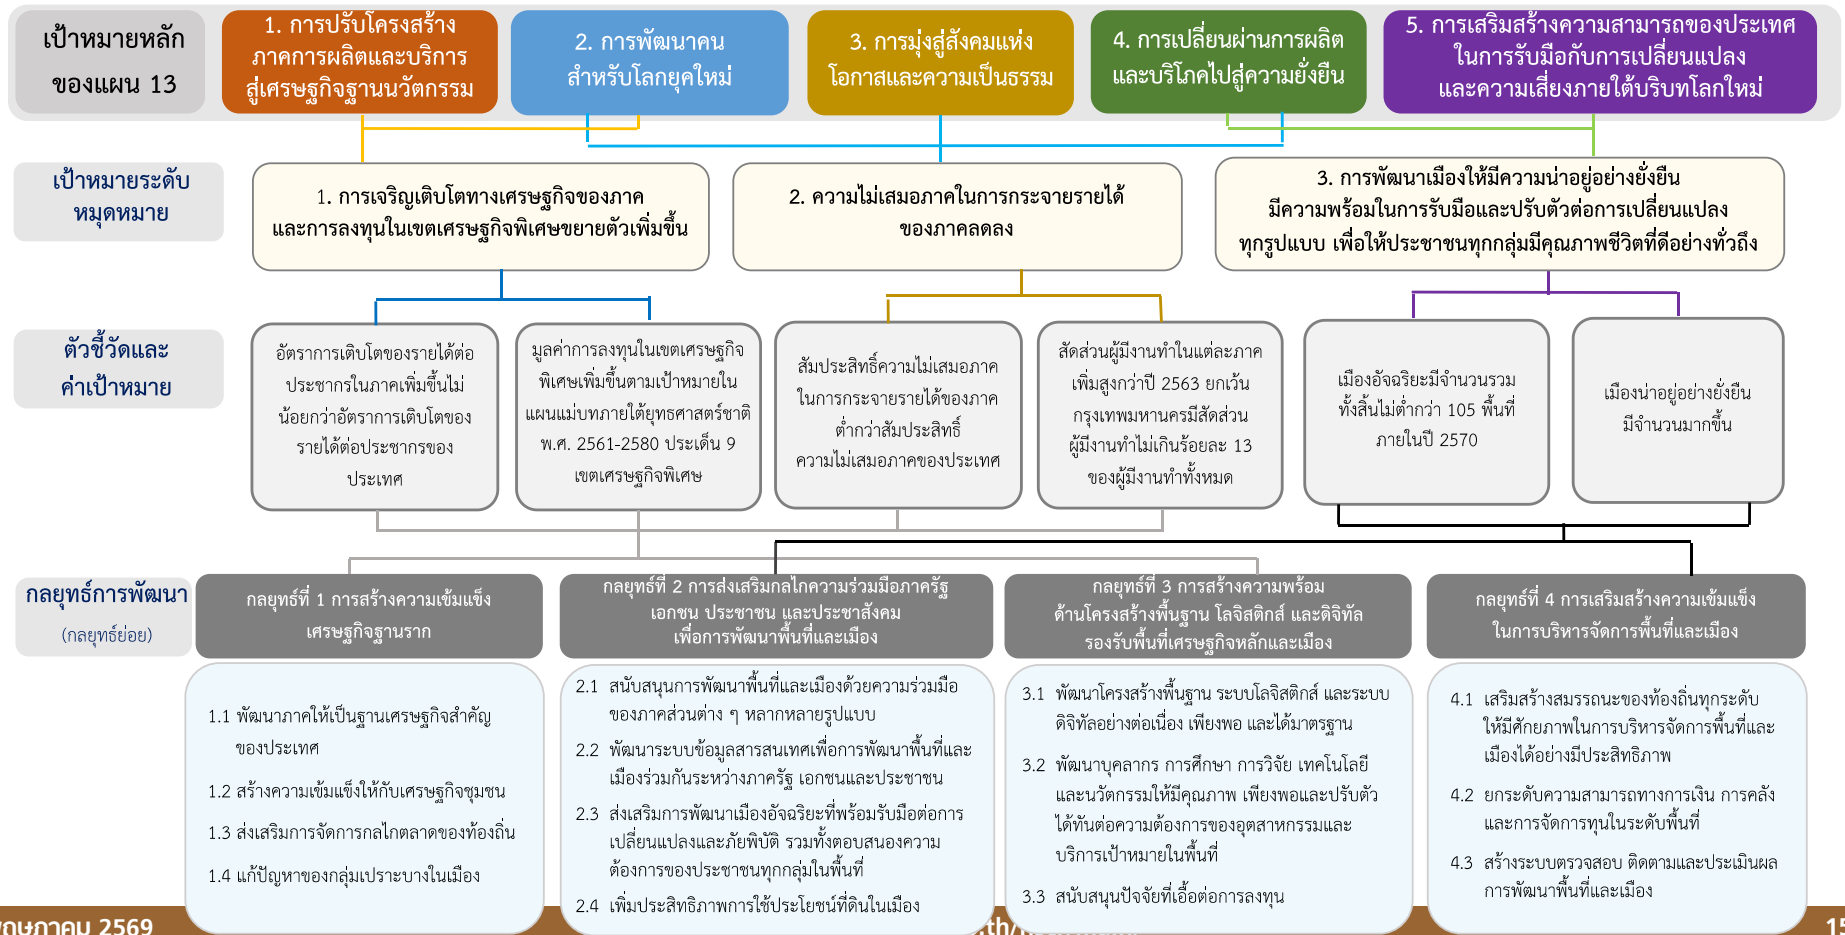 เป้าหมายหลัก
ของแผน 13
1. การปรับโครงสร้าง
ภาคการผลิตและบริการ
สู่เศรษฐกิจฐานนวัตกรรม
2. การพัฒนาคน
สำหรับโลกยุคใหม่
3. การมุ่งสู่สังคมแห่ง
โอกาสและความเป็นธรรม
4. การเปลี่ยนผ่านการผลิต
และบริโภคไปสู่ความยั่งยืน
5. การเสริมสร้างความสามารถของประเทศ
ในการรับมือกับการเปลี่ยนแปลง
และความเสี่ยงภายใต้บริบทโลกใหม่
เป้าหมายระดับ
หมุดหมาย
1. การเจริญเติบโตทางเศรษฐกิจของภาค
และการลงทุนในเขตเศรษฐกิจพิเศษขยายตัวเพิ่มขึ้น
2. ความไม่เสมอภาคในการกระจายรายได้
ของภาคลดลง
3. การพัฒนาเมืองให้มีความน่าอยู่อย่างยั่งยืน
มีความพร้อมในการรับมือและปรับตัวต่อการเปลี่ยนแปลง
ทุกรูปแบบ เพื่อให้ประชาชนทุกกลุ่มมีคุณภาพชีวิตที่ดีอย่างทั่วถึง
ตัวชี้วัดและ
ค่าเป้าหมาย
อัตราการเติบโตของรายได้ต่อ
ประชากรในภาคเพิ่มขึ้นไม่
น้อยกว่าอัตราการเติบโตของ
รายได้ต่อประชากรของ
ประเทศ
มูลค่าการลงทุนในเขตเศรษฐกิจ
พิเศษเพิ่มขึ้นตามเป้าหมายใน
แผนแม่บทภายใต้ยุทธศาสตร์ชาติ
พ.ศ. 2561-2580 ประเด็น 9
เขตเศรษฐกิจพิเศษ
สัมประสิทธิ์ความไม่เสมอภาค
ในการกระจายรายได้ของภาค
ต่ำกว่าสัมประสิทธิ์
ความไม่เสมอภาคของประเทศ
สัดส่วนผู้มีงานทำในแต่ละภาค
เพิ่มสูงกว่าปี 2563 ยกเว้น
กรุงเทพมหานครมีสัดส่วน
ผู้มีงานทำไม่เกินร้อยละ 13
ของผู้มีงานทำทั้งหมด
เมืองอัจฉริยะมีจำนวนรวม
ทั้งสิ้นไม่ต่ำกว่า 105 พื้นที่
ภายในปี 2570
เมืองน่าอยู่อย่างยั่งยืน
มีจำนวนมากขึ้น
กลยุทธ์การพัฒนา
(กลยุทธ์ย่อย)
กลยุทธ์ที่ 1 การสร้างความเข้มแข็ง
เศรษฐกิจฐานราก
กลยุทธ์ที่ 2 การส่งเสริมกลไกความร่วมมือภาครัฐ
เอกชน ประชาชน และประชาสังคม
เพื่อการพัฒนาพื้นที่และเมือง
กลยุทธ์ที่ 3 การสร้างความพร้อม
ด้านโครงสร้างพื้นฐาน โลจิสติกส์ และดิจิทัล
รองรับพื้นที่เศรษฐกิจหลักและเมือง
กลยุทธ์ที่ 4 การเสริมสร้างความเข้มแข็ง
ในการบริหารจัดการพื้นที่และเมือง
1.1 พัฒนาภาคให้เป็นฐานเศรษฐกิจสำคัญ
ของประเทศ
1.2 สร้างความเข้มแข็งให้กับเศรษฐกิจชุมชน
1.3 ส่งเสริมการจัดการกลไกตลาดของท้องถิ่น
1.4 แก้ปัญหาของกลุ่มเปราะบางในเมือง
2.1 สนับสนุนการพัฒนาพื้นที่และเมืองด้วยความร่วมมือ
ของภาคส่วนต่าง ๆ หลากหลายรูปแบบ
2.2 พัฒนาระบบข้อมูลสารสนเทศเพื่อการพัฒนาพื้นที่และ
เมืองร่วมกันระหว่างภาครัฐ เอกชนและประชาชน
2.3 ส่งเสริมการพัฒนาเมืองอัจฉริยะที่พร้อมรับมือต่อการ
เปลี่ยนแปลงและภัยพิบัติ รวมทั้งตอบสนองความ
ต้องการของประชาชนทุกกลุ่มในพื้นที่
2.4 เพิ่มประสิทธิภาพการใช้ประโยชน์ที่ดินในเมือง
3.1 พัฒนาโครงสร้างพื้นฐาน ระบบโลจิสติกส์ และระบบ
ดิจิทัลอย่างต่อเนื่อง เพียงพอ และได้มาตรฐาน
3.2 พัฒนาบุคลากร การศึกษา การวิจัย เทคโนโลยี
และนวัตกรรมให้มีคุณภาพ เพียงพอและปรับตัว
ได้ทันต่อความต้องการของอุตสาหกรรมและ
บริการเป้าหมายในพื้นที่
3.3 สนับสนุนปัจจัยที่เอื้อต่อการลงทุน
4.1 เสริมสร้างสมรรถนะของท้องถิ่นทุกระดับ
ให้มีศักยภาพในการบริหารจัดการพื้นที่และ
เมืองได้อย่างมีประสิทธิภาพ
4.2 ยกระดับความสามารถทางการเงิน การคลัง
และการจัดการทุนในระดับพื้นที่
4.3 สร้างระบบตรวจสอบ ติดตามและประเมินผล
การพัฒนาพื้นที่และเมือง
พฤษภาคม 2569
15